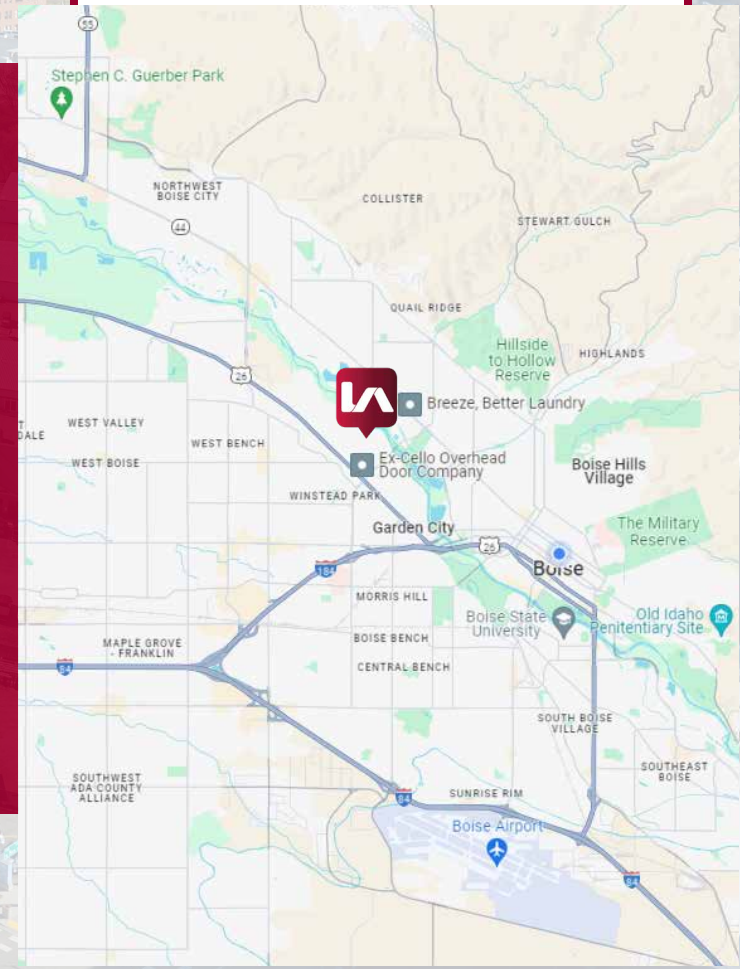 55
Stephen C. Guerber Park
NORTHWEST
BOISE CITY
COLLISTER
44
STEWART GULCH
QUAIL RIDGE
Hillside
to Hollow
Reserve
HIGHLANDS
26
Breeze, Better Laundry
WEST VALLEY
DALE
WEST BENCH
WEST BOISE
Ex-Cello Overhead
Door Company
Boise Hills
Village
WINSTEAD PARK
The Military
Reserve
Garden City
26
Boise
184
MORRIS HILL
Boise State
University
Old Idaho
Penitentiary Site
MAPLE GROVE
- FRANKLIN
BOISE BENCH
84
CENTRAL BENCH
SOUTH BOISE
VILLAGE
SOUTHWEST
ADA COUNTY
ALLIANCE
SOUTHEAST
BOISE
84
SUNRISE RIM
Boise Airport
84